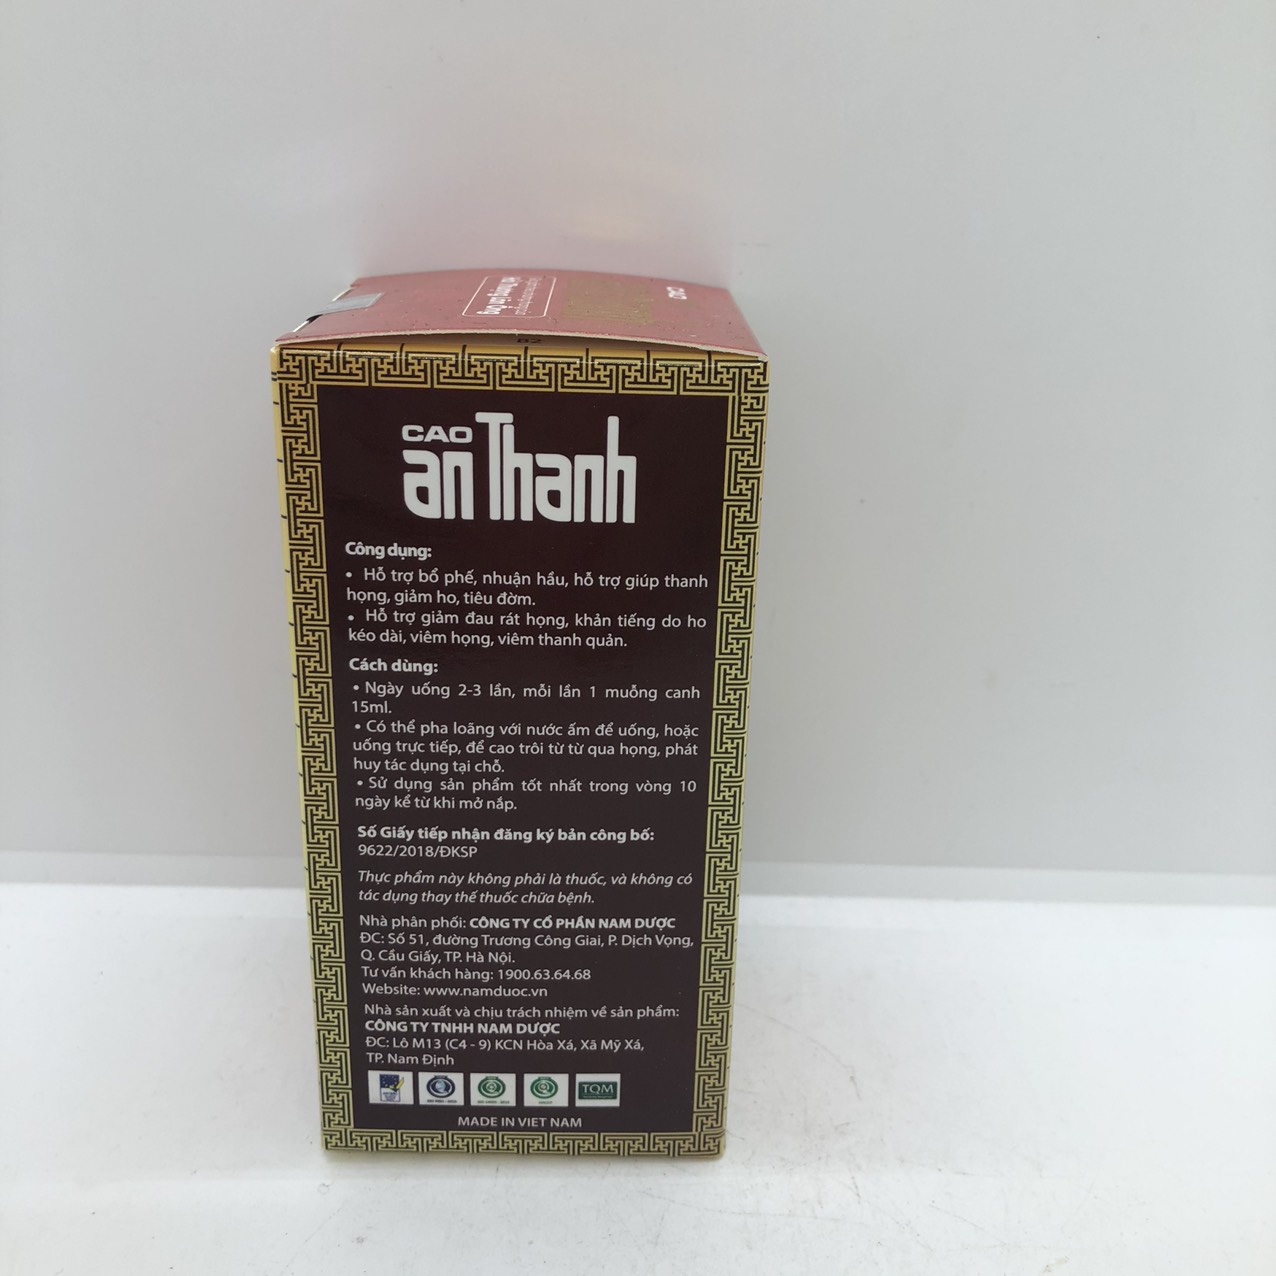 CAO
Hải Thượng Lãn Ông
B2
CAO
an Thanh
Công dụng:
• Hỗ trợ bổ phế, nhuận hầu, hỗ trợ giúp thanh
họng, giảm ho, tiêu đờm.
• Hỗ trợ giảm đau rát họng, khản tiếng do ho
kéo dài, viêm họng, viêm thanh quản.
Cách dùng:
• Ngày uống 2-3 lần, mỗi lần 1 muỗng canh
15ml.
• Có thể pha loãng với nước ấm để uống, hoặc
uống trực tiếp, để cao trôi từ từ qua họng, phát
huy tác dụng tại chỗ.
• Sử dụng sản phẩm tốt nhất trong vòng 10
ngày kể từ khi mở nắp.
Số Giấy tiếp nhận đăng ký bản công bố:
9622/2018/ĐKSP
Thực phẩm này không phải là thuốc, và không có
tác dụng thay thế thuốc chữa bệnh.
Nhà phân phối: CÔNG TY CỔ PHẦN NAM DƯỢC
ĐC: Số 51, đường Trương Công Giai, P. Dịch Vọng,
Q. Cầu Giấy, TP. Hà Nội.
Tư vấn khách hàng: 1900.63.64.68
Website: www.namduoc.vn
Nhà sản xuất và chịu trách nhiệm về sản phẩm:
CÔNG TY TNHH NAM DƯỢC
ĐC: Lô M13 (C4 - 9) KCN Hòa Xá, Xã Mỹ Xá,
TP. Nam Định
TQM
MADE IN VIET NAM